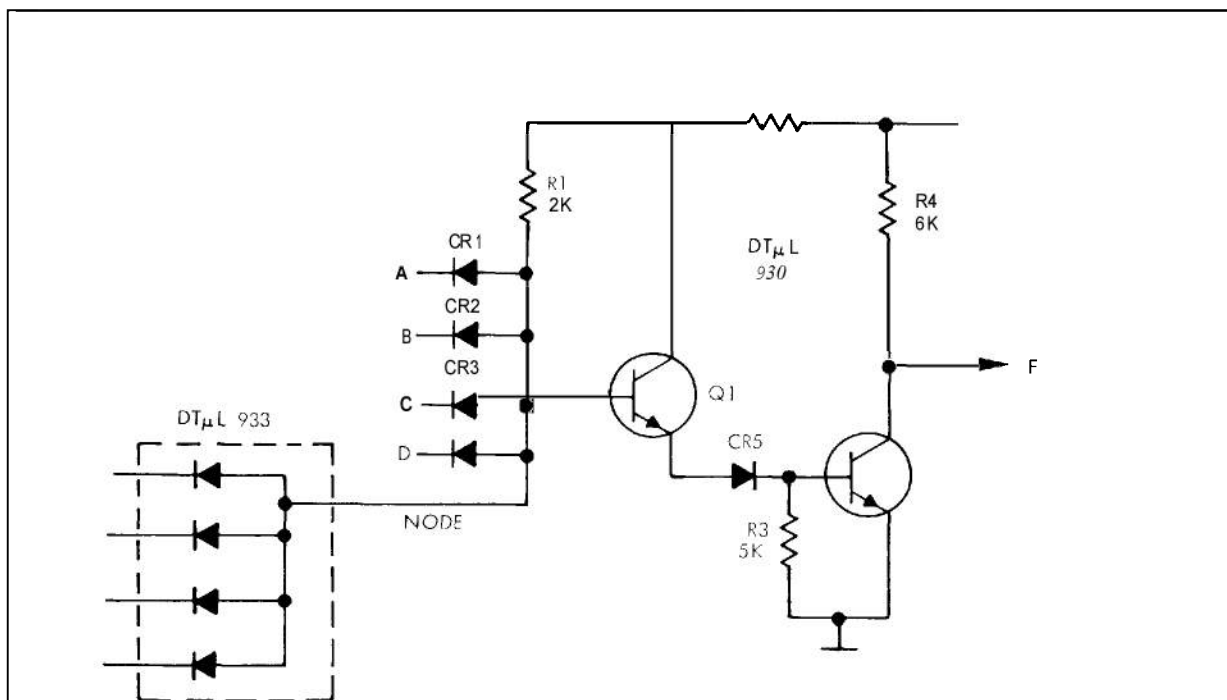 R1
2K
R4
6K
CR1
DTμL
930
A
CR2
B
CR3
F
C
Q1
DTμL 933
D
CR5
NODE
R3
5K